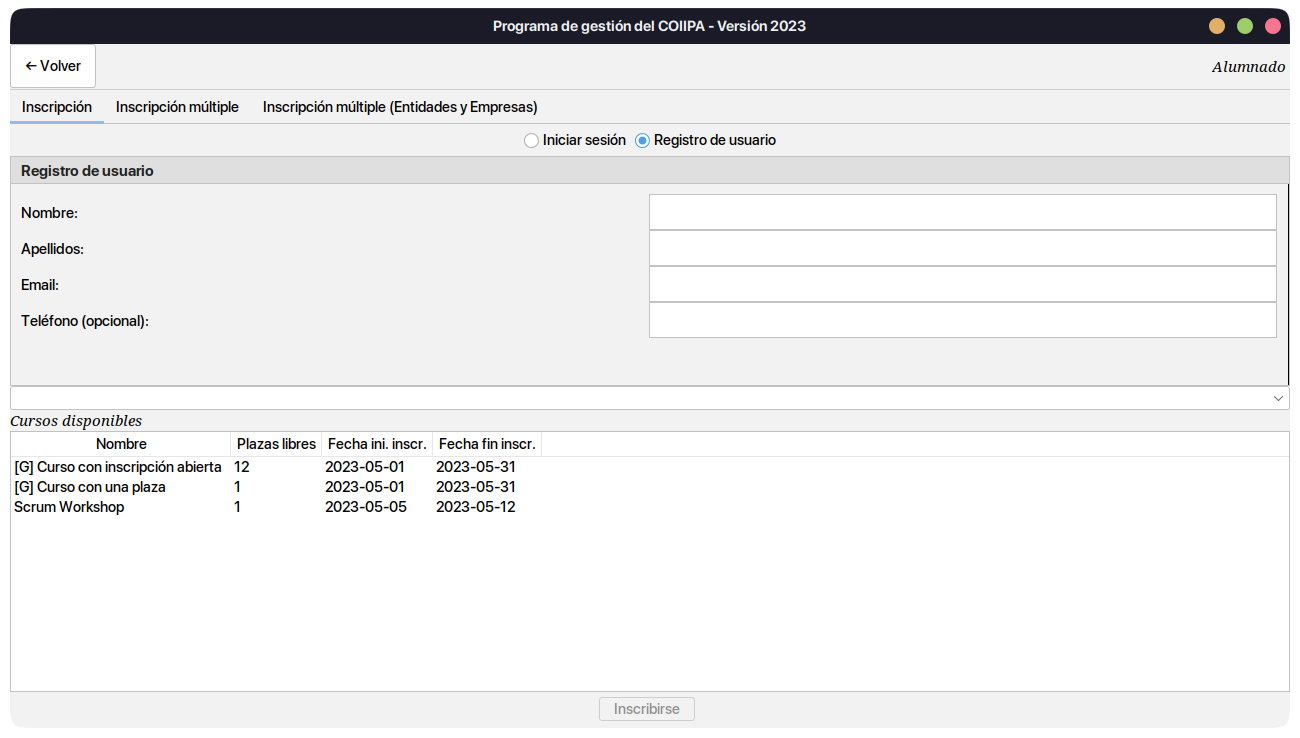 Programa de gestión del COIIPA - Versión 2023
← Volver
Alumnado
Inscripción Inscripción múltiple Inscripción múltiple (Entidades y Empresas)
Iniciar sesión Registro de usuario
Registro de usuario
Nombre:
Apellidos:
Email:
Teléfono (opcional):
Cursos disponibles
Nombre Plazas libres Fecha ini. inscr. Fecha fin inscr.
[G] Curso con inscripción abierta 12 2023-05-01 2023-05-31
[G] Curso con una plaza 1 2023-05-01 2023-05-31
Scrum Workshop 1 2023-05-05 2023-05-12
Inscribirse